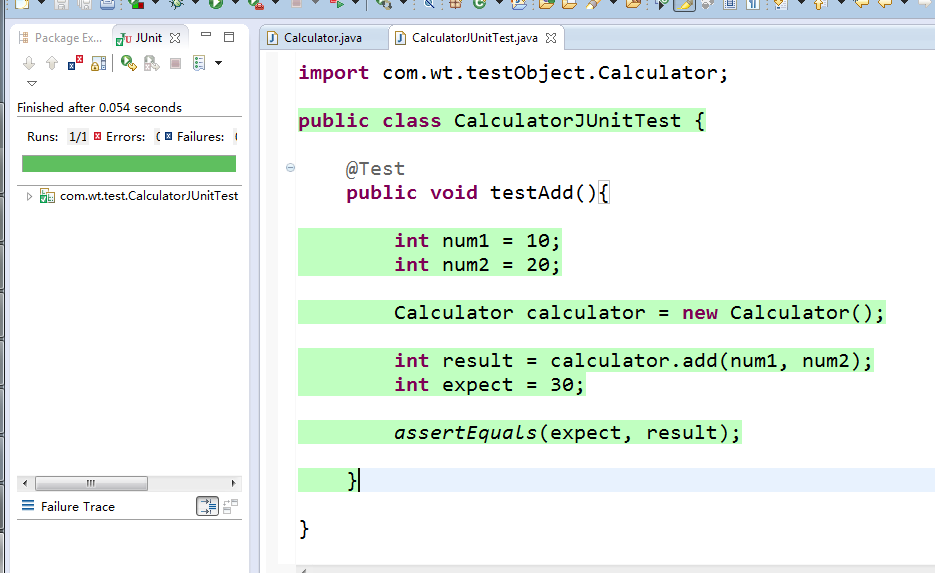 Package Ex...
JUnit
Calculator.java
CalculatorJUnitTest.java
Finished after 0.054 seconds
Runs: 1/1 Errors: Failures:
com.wt.test.CalculatorJUnitTest
Failure Trace
import com.wt.testObject.Calculator;
public class CalculatorJUnitTest {
@Test
public void testAdd(){
int num1 = 10;
int num2 = 20;
Calculator calculator = new Calculator();
int result = calculator.add(num1, num2);
int expect = 30;
assertEquals(expect, result);
}
}